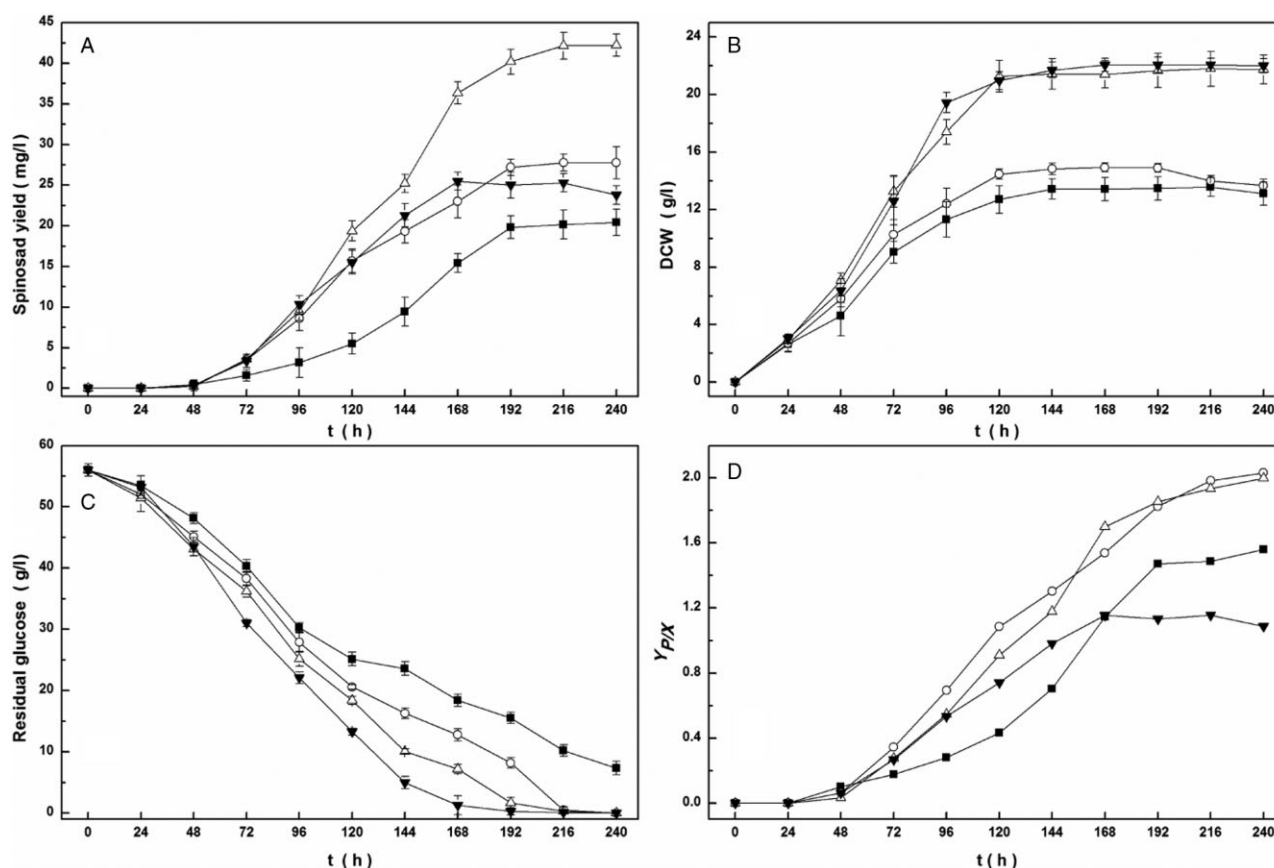 A
Spinosad yield ( mg/l )
45
40
35
30
25
20
15
10
5
0
0 24 48 72 96 120 144 168 192 216 240
t ( h )
B
DCW ( g/l )
24
20
16
12
8
4
0
0 24 48 72 96 120 144 168 192 216 240
t ( h )
C
Residual glucose ( g/l )
60
50
40
30
20
10
0
0 24 48 72 96 120 144 168 192 216 240
t ( h )
D
Y P/X
2.0
1.6
1.2
0.8
0.4
0.0
0 24 48 72 96 120 144 168 192 216 240
t ( h )